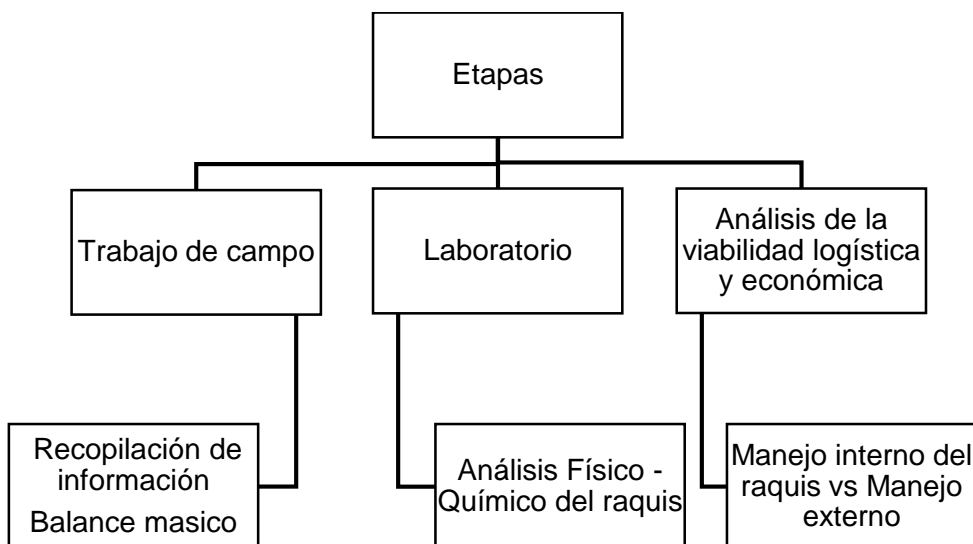 Etapas
Trabajo de campo
Laboratorio
Análisis de la
viabilidad logística
y económica
Recopilación de
información
Balance masico
Análisis Físico -
Químico del raquis
Manejo interno del
raquis vs Manejo
externo